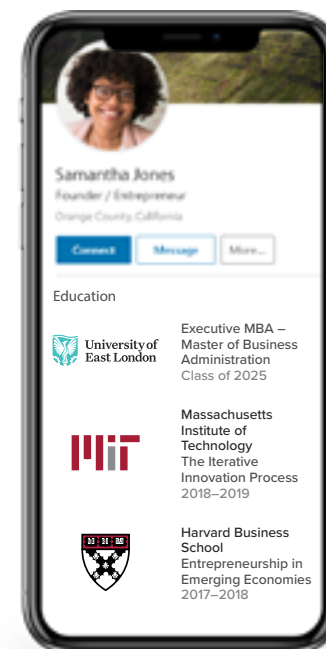 Samantha Jones
Founder / Entrepreneur
Orange County, California
Connect
Message
More...
Education
University of
East London
Executive MBA –
Master of Business
Administration
Class of 2025
MIT
Massachusetts
Institute of
Technology
The Iterative
Innovation Process
2018–2019
Harvard Business
School
Entrepreneurship in
Emerging Economies
2017–2018